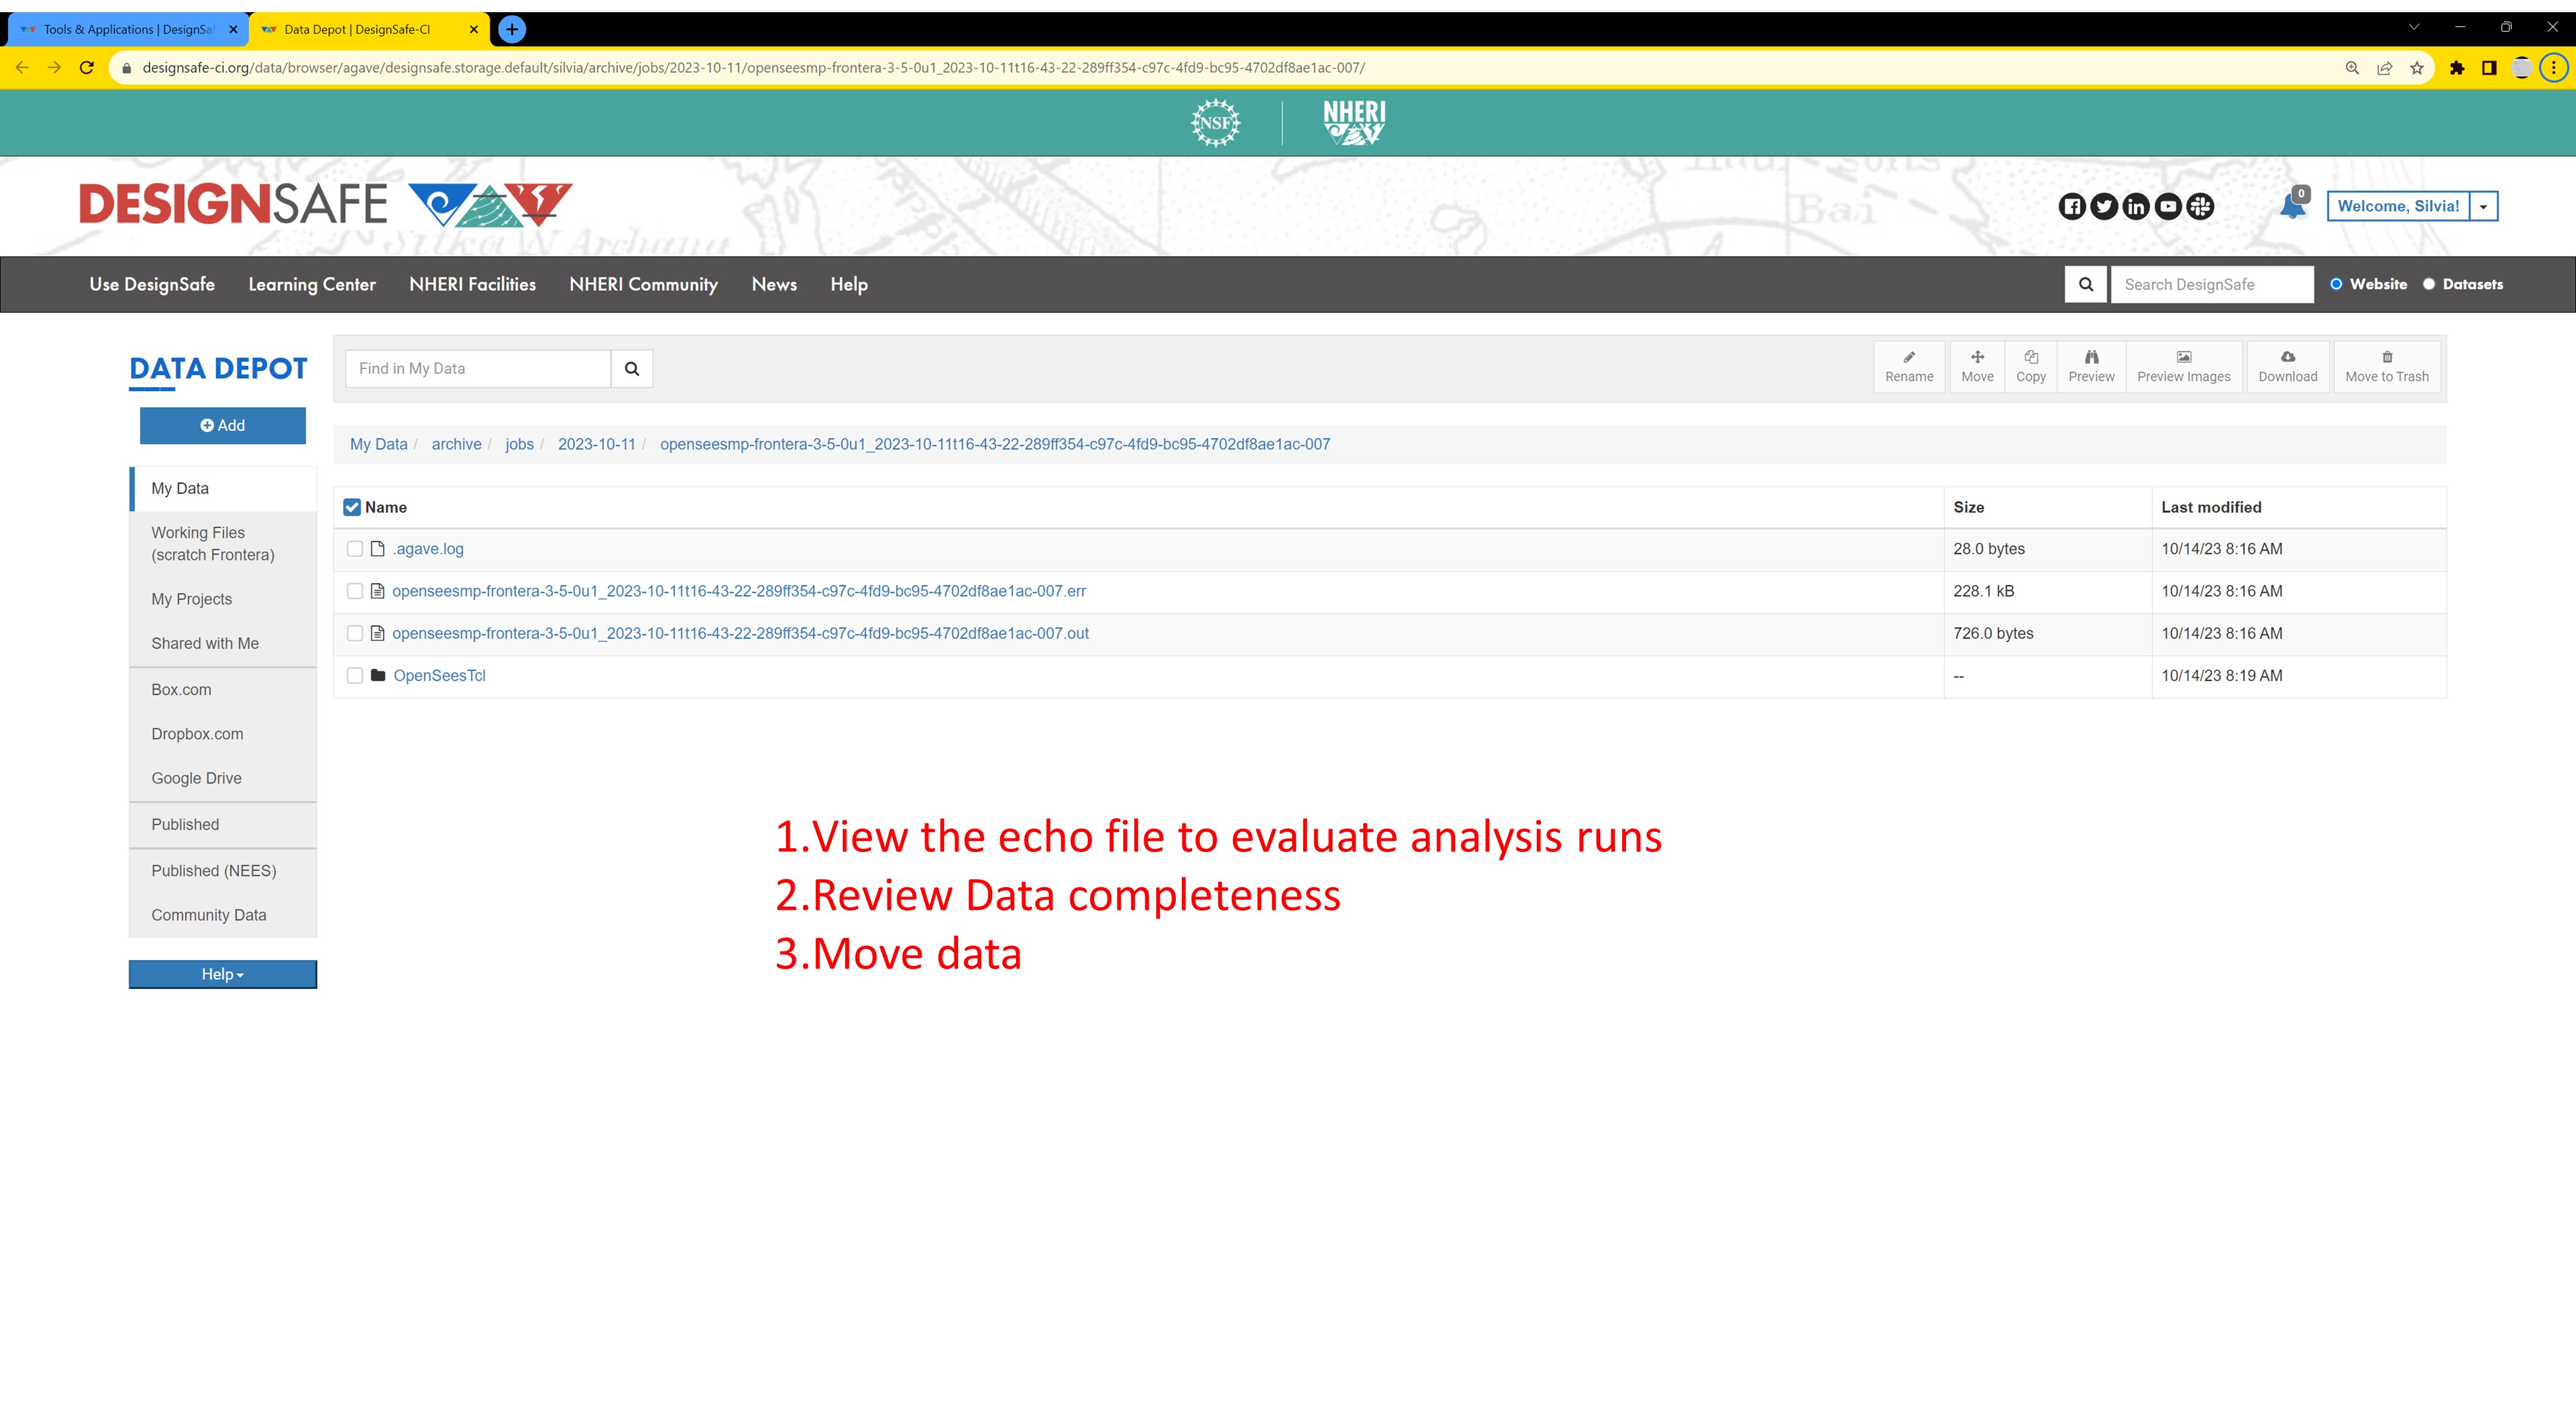 Tools & Applications | DesignSaf
Data Depot | DesignSafe-CI
designsafe-ci.org/data/browser/agave/designsafe.storage.default/silvia/archive/jobs/2023-10-11/openseesmp-frontera-3-5-0u1_2023-10-11t16-43-22-289ff354-c97c-4fd9-bc95-4702df8ae1ac-007/
NSF
NHERI
DESIGNSAFE
Silka N Archana
Bai
0
Welcome, Silvia!
Use DesignSafe Learning Center NHERI Facilities NHERI Community News Help
Search DesignSafe
Website Datasets
DATA DEPOT
Find in My Data
Rename Move Copy Preview Preview Images Download Move to Trash
Add
My Data / archive / jobs / 2023-10-11 / openseesmp-frontera-3-5-0u1_2023-10-11t16-43-22-289ff354-c97c-4fd9-bc95-4702df8ae1ac-007
My Data
Working Files
(scratch Frontera)
My Projects
Shared with Me
Box.com
Dropbox.com
Google Drive
Published
Published (NEES)
Community Data
Help
Name Size Last modified
.agave.log 28.0 bytes 10/14/23 8:16 AM
openseesmp-frontera-3-5-0u1_2023-10-11t16-43-22-289ff354-c97c-4fd9-bc95-4702df8ae1ac-007.err 228.1 kB 10/14/23 8:16 AM
openseesmp-frontera-3-5-0u1_2023-10-11t16-43-22-289ff354-c97c-4fd9-bc95-4702df8ae1ac-007.out 726.0 bytes 10/14/23 8:16 AM
OpenSeesTcl -- 10/14/23 8:19 AM
1.View the echo file to evaluate analysis runs
2.Review Data completeness
3.Move data